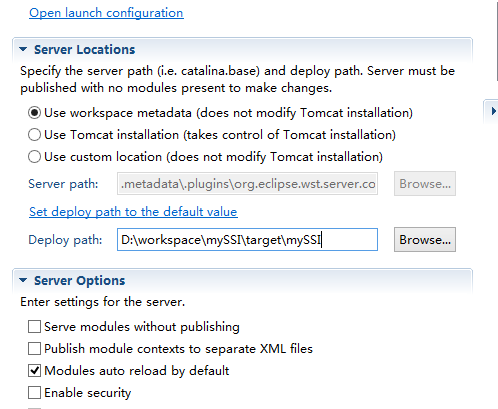 Open launch configuration
Server Locations
Specify the server path (i.e. catalina.base) and deploy path. Server must be
published with no modules present to make changes.
Use workspace metadata (does not modify Tomcat installation)
Use Tomcat installation (takes control of Tomcat installation)
Use custom location (does not modify Tomcat installation)
Server path: .metadata\.plugins\org.eclipse.wst.server.co Browse...
Set deploy path to the default value
Deploy path: D:\workspace\mySSI\target\mySSI Browse...
Server Options
Enter settings for the server.
Serve modules without publishing
Publish module contexts to separate XML files
Modules auto reload by default
Enable security